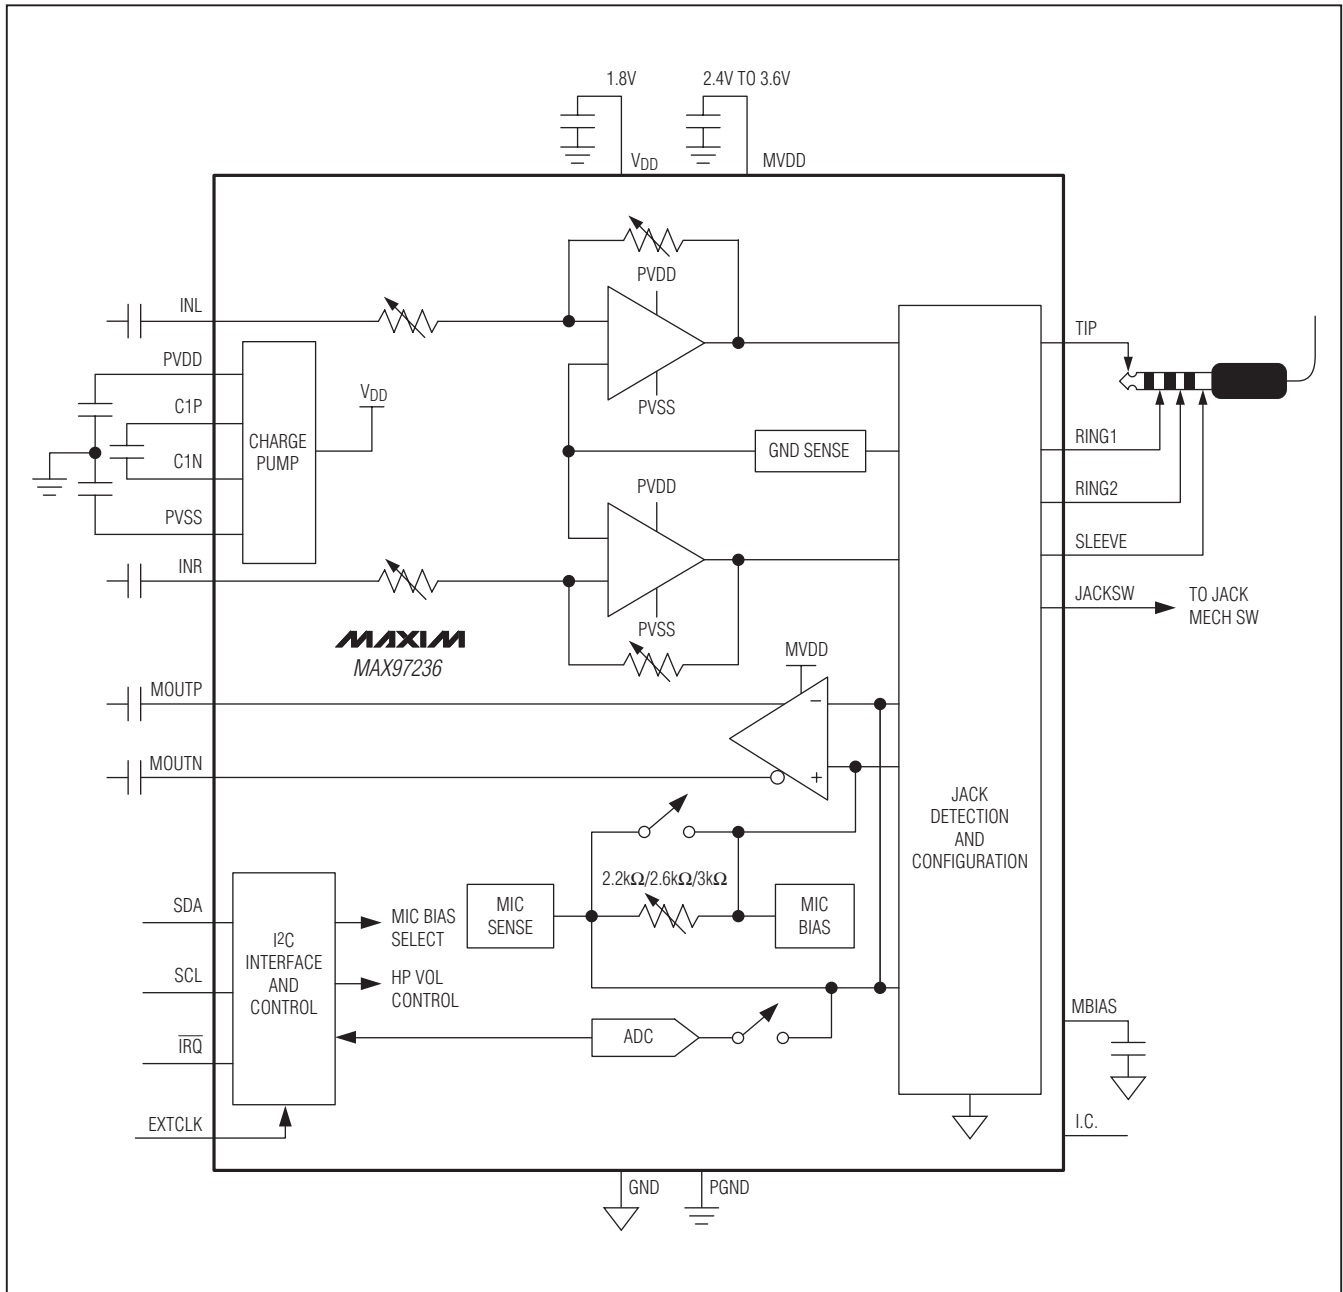 1.8V
2.4V TO 3.6V
VDD
MVDD
PVDD
PVSS
INL
PVDD
C1P
C1N
PVSS
INR
CHARGE
PUMP
VDD
GND SENSE
PVDD
PVSS
TIP
RING1
RING2
SLEEVE
JACKSW
TO JACK
MECH SW
MAXIM
MAX97236
MVDD
MOUTP
MOUTN
−
+
JACK
DETECTION
AND
CONFIGURATION
2.2kΩ/2.6kΩ/3kΩ
MIC
SENSE
MIC
BIAS
SDA
SCL
IRQ
EXTCLK
I2C
INTERFACE
AND
CONTROL
MIC BIAS
SELECT
HP VOL
CONTROL
ADC
MBIAS
I.C.
GND
PGND